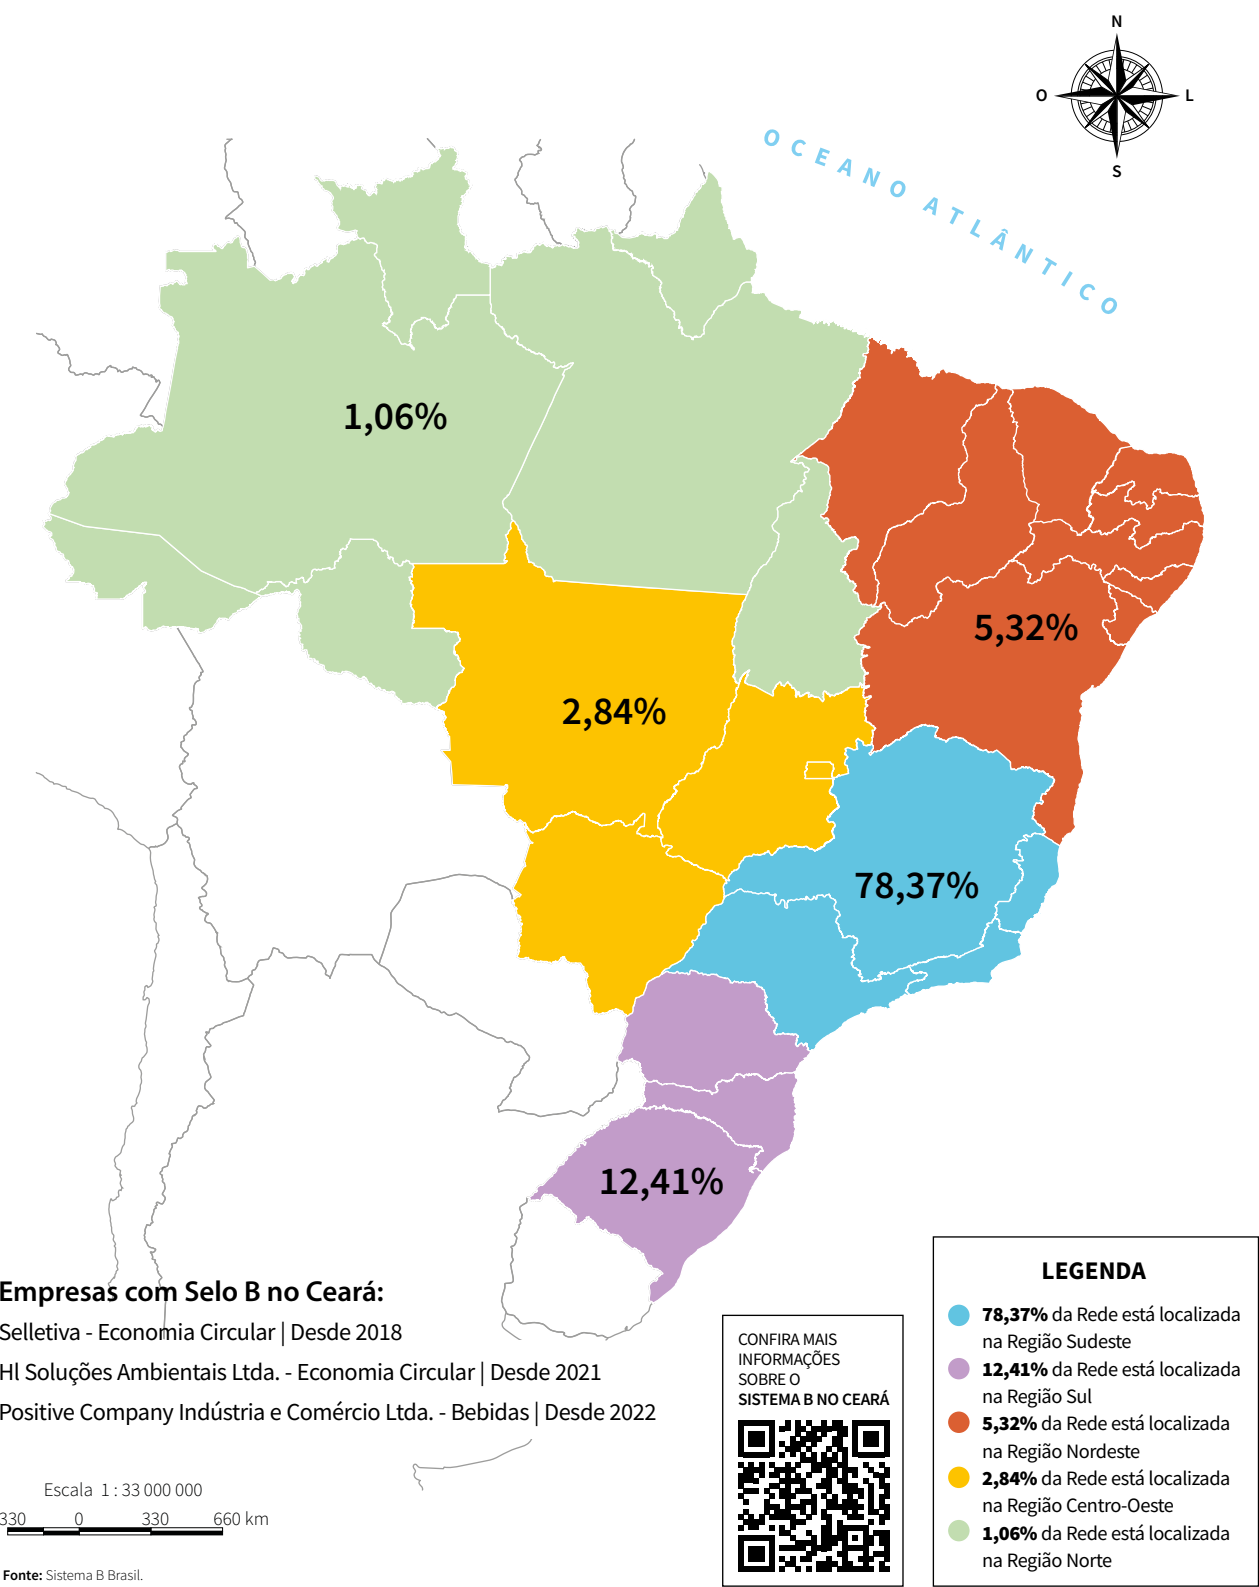 N
O
L
S
OCEANO ATLÂNTICO
1,06%
5,32%
2,84%
78,37%
12,41%
Empresas com Selo B no Ceará:
Selletiva - Economia Circular | Desde 2018
Hl Soluções Ambientais Ltda. - Economia Circular | Desde 2021
Positive Company Indústria e Comércio Ltda. - Bebidas | Desde 2022
Escala 1 : 33 000 000
330 0 330 660 km
Fonte: Sistema B Brasil.
CONFIRA MAIS
INFORMAÇÕES
SOBRE O
SISTEMA B NO CEARÁ
LEGENDA
78,37% da Rede está localizada
na Região Sudeste
12,41% da Rede está localizada
na Região Sul
5,32% da Rede está localizada
na Região Nordeste
2,84% da Rede está localizada
na Região Centro-Oeste
1,06% da Rede está localizada
na Região Norte